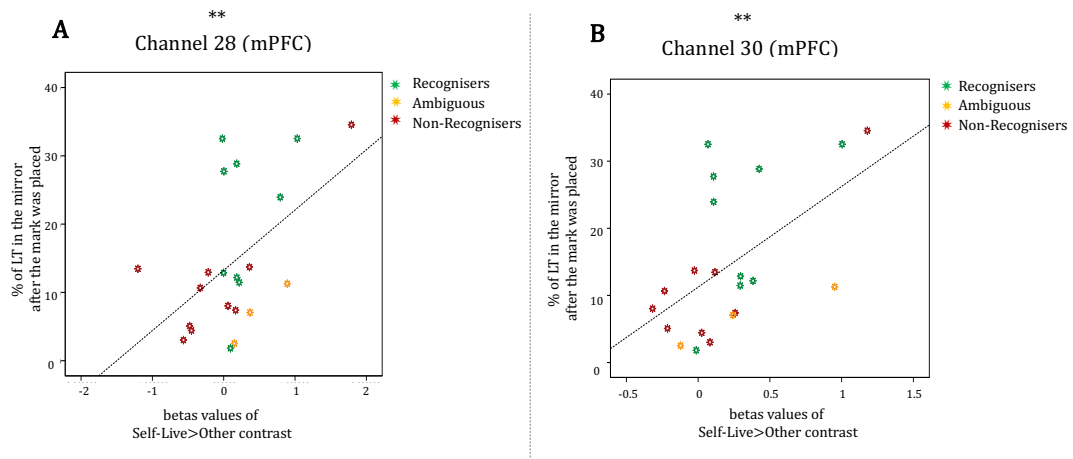 A
**
Channel 28 (mPFC)
% of LT in the mirror
after the mark was placed
40
30
20
10
0
-2
-1
0
1
2
betas values of
Self-Live>Other contrast
Recognisers
Ambiguous
Non-Recognisers
B
**
Channel 30 (mPFC)
% of LT in the mirror
after the mark was placed
40
30
20
10
0
-0.5
0
0.5
1
1.5
betas values of
Self-Live>Other contrast
Recognisers
Ambiguous
Non-Recognisers